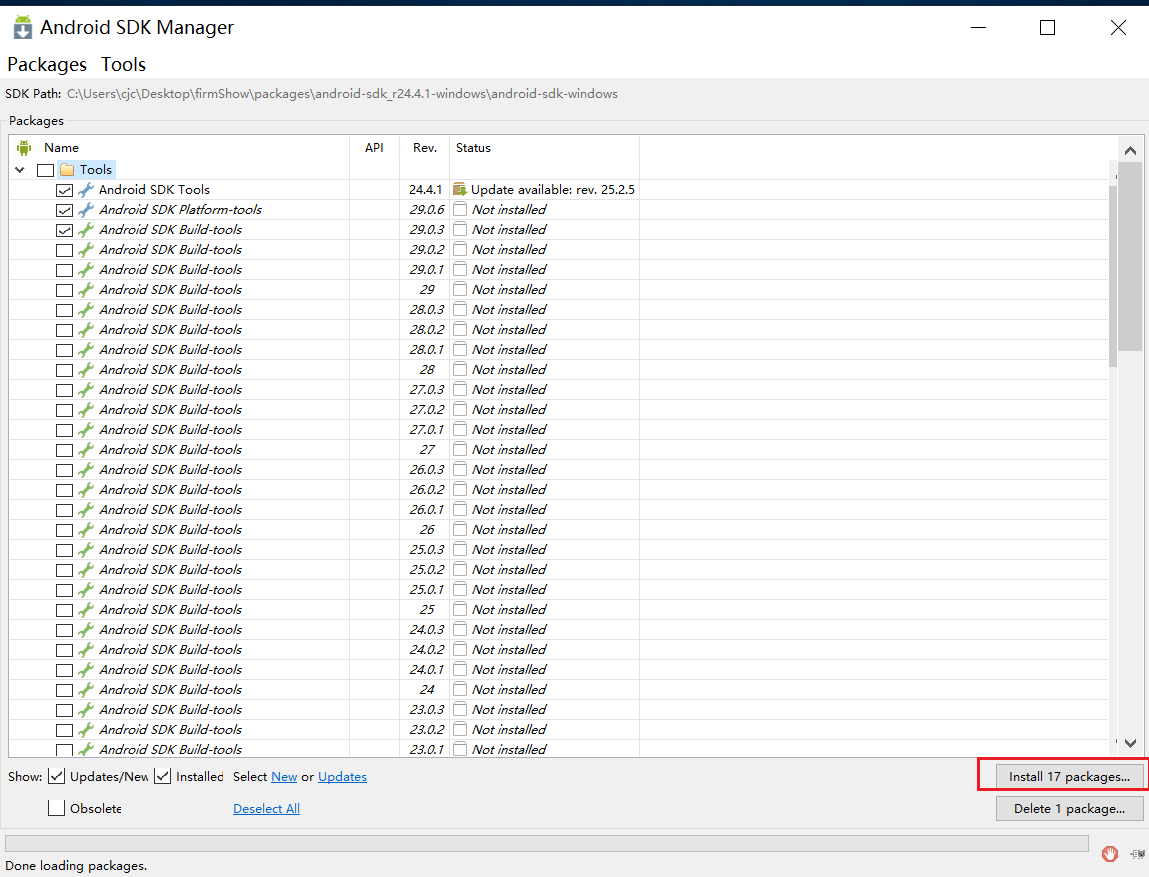 Android SDK Manager
Packages Tools
SDK Path: C:\Users\cjc\Desktop\firmShow\packages\android-sdk_r24.4.1-windows\android-sdk-windows
Packages
Name API Rev. Status
Tools
Android SDK Tools 24.4.1 Update available: rev. 25.2.5
Android SDK Platform-tools 29.0.6 Not installed
Android SDK Build-tools 29.0.3 Not installed
Android SDK Build-tools 29.0.2 Not installed
Android SDK Build-tools 29.0.1 Not installed
Android SDK Build-tools 29 Not installed
Android SDK Build-tools 28.0.3 Not installed
Android SDK Build-tools 28.0.2 Not installed
Android SDK Build-tools 28.0.1 Not installed
Android SDK Build-tools 28 Not installed
Android SDK Build-tools 27.0.3 Not installed
Android SDK Build-tools 27.0.2 Not installed
Android SDK Build-tools 27.0.1 Not installed
Android SDK Build-tools 27 Not installed
Android SDK Build-tools 26.0.3 Not installed
Android SDK Build-tools 26.0.2 Not installed
Android SDK Build-tools 26.0.1 Not installed
Android SDK Build-tools 26 Not installed
Android SDK Build-tools 25.0.3 Not installed
Android SDK Build-tools 25.0.2 Not installed
Android SDK Build-tools 25.0.1 Not installed
Android SDK Build-tools 25 Not installed
Android SDK Build-tools 24.0.3 Not installed
Android SDK Build-tools 24.0.2 Not installed
Android SDK Build-tools 24.0.1 Not installed
Android SDK Build-tools 24 Not installed
Android SDK Build-tools 23.0.3 Not installed
Android SDK Build-tools 23.0.2 Not installed
Android SDK Build-tools 23.0.1 Not installed
Show: Updates/New Installed Select New or Updates Install 17 packages...
Obsolete Deselect All Delete 1 package...
Done loading packages.